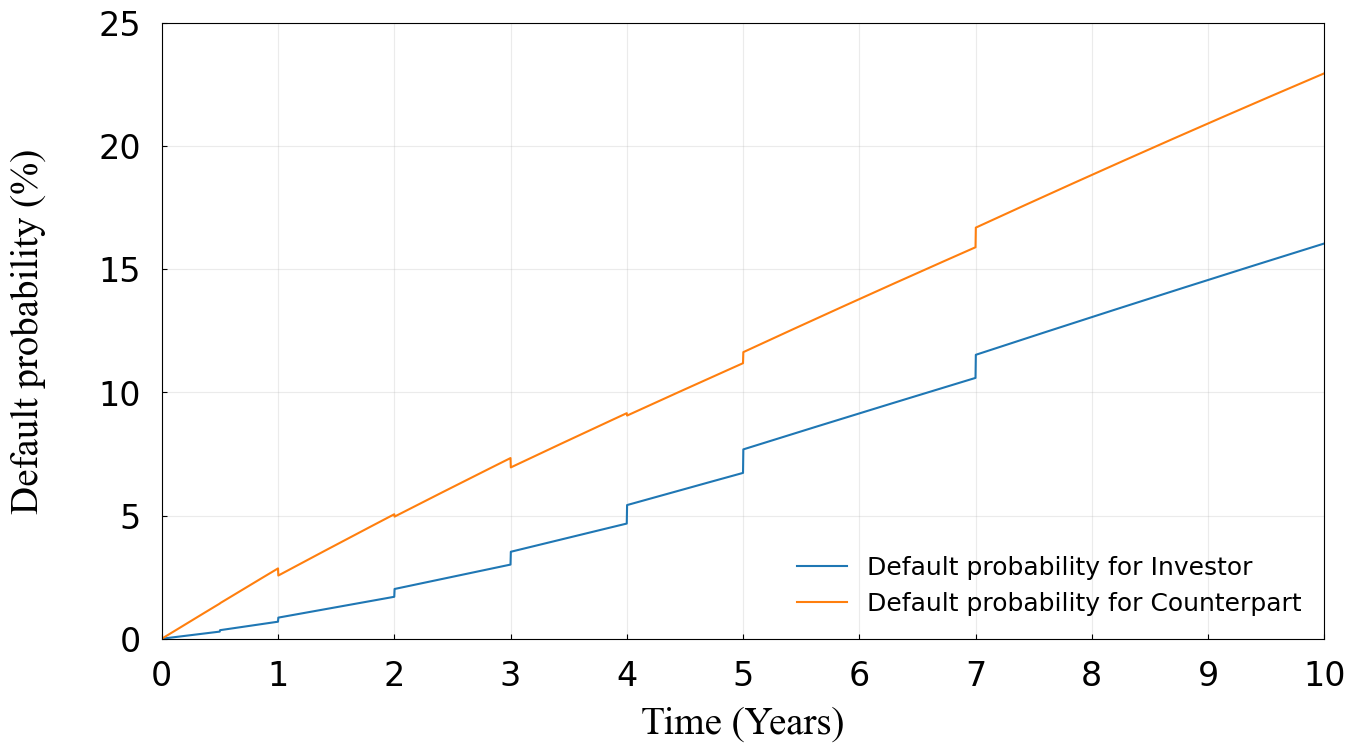 25
20
15
10
5
0
Default probability (%)
Default probability for Investor
Default probability for Counterpart
0 1 2 3 4 5 6 7 8 9 10
Time (Years)